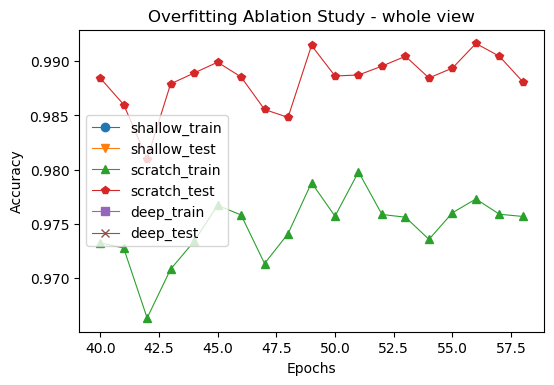 Overfitting Ablation Study - whole view
Accuracy
0.990
0.985
0.980
0.975
0.970
shallow_train
shallow_test
scratch_train
scratch_test
deep_train
deep_test
40.0 42.5 45.0 47.5 50.0 52.5 55.0 57.5
Epochs